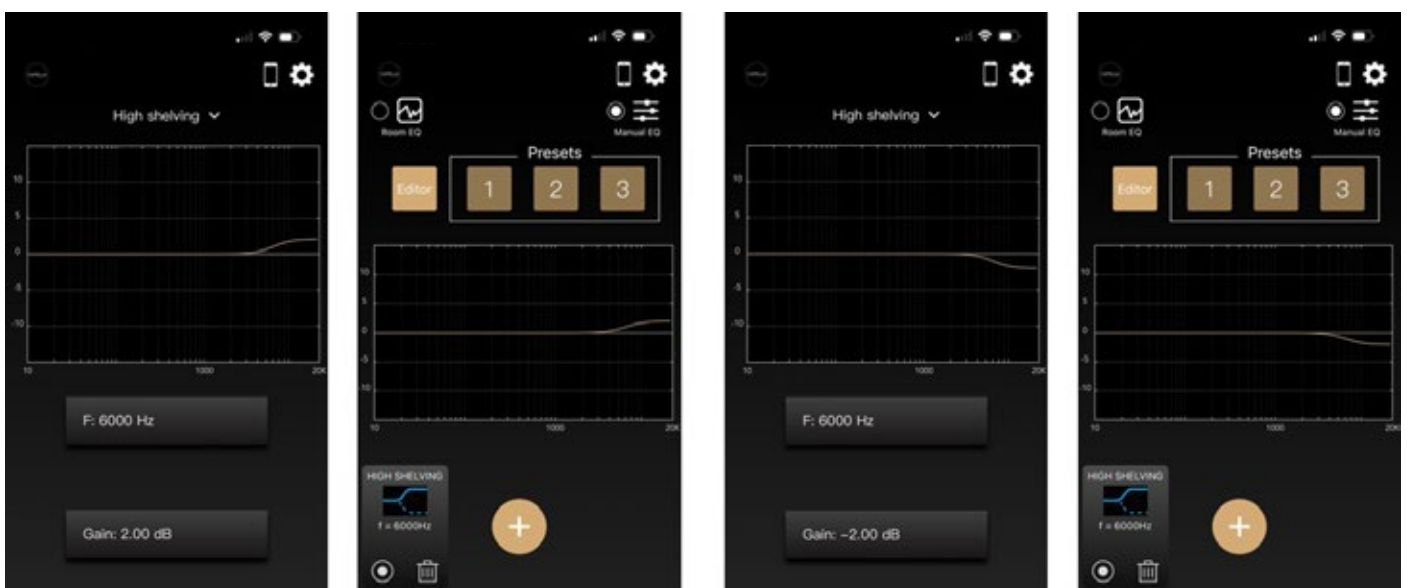 High shelving
10
5
0
-5
-10
10
1000
20K
F: 6000 Hz
Gain: 2.00 dB
Room EQ
Manual EQ
Presets
Editor
1
2
3
10
5
0
-5
-10
10
1000
20K
HIGH SHELVING
f = 6000Hz
+
High shelving
10
5
0
-5
-10
10
1000
20K
F: 6000 Hz
Gain: -2.00 dB
Room EQ
Manual EQ
Presets
Editor
1
2
3
10
5
0
-5
-10
10
1000
20K
HIGH SHELVING
f = 6000Hz
+